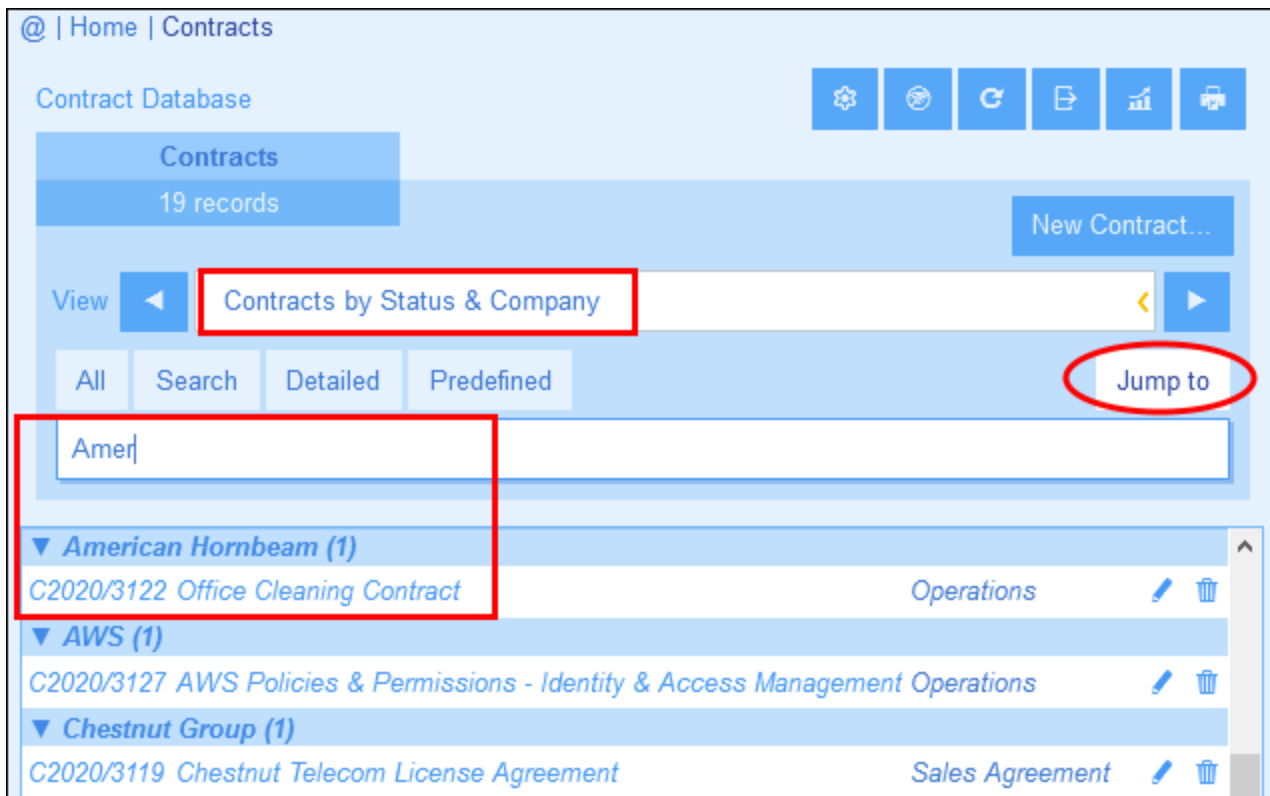 @ | Home | Contracts
Contract Database
Contracts
19 records
New Contract...
View
Contracts by Status & Company
All Search Detailed Predefined Jump to
Amer
▼ American Hornbeam (1)
C2020/3122 Office Cleaning Contract Operations
▼ AWS (1)
C2020/3127 AWS Policies & Permissions - Identity & Access Management Operations
▼ Chestnut Group (1)
C2020/3119 Chestnut Telecom License Agreement Sales Agreement